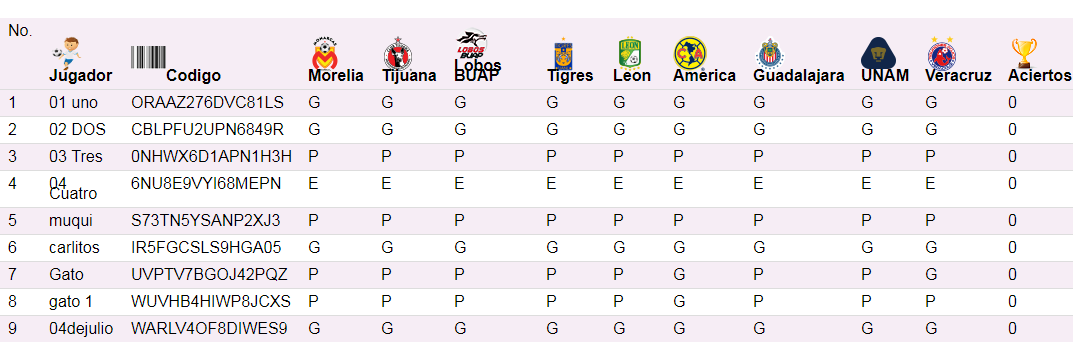 No. Jugador Codigo Morelia Tijuana Lobos BUAP Tigres Leon América Guadalajara UNAM Veracruz Aciertos
1 01 uno ORAAZ276DVC81LS G G G G G G G G G 0
2 02 DOS CBLPFU2UPN6849R G G G G G G G G G 0
3 03 Tres 0NHWX6D1APN1H3H P P P P P P P P P 0
4 04 Cuatro 6NU8E9VYI68MEPN E E E E E E E E E 0
5 muqui S73TN5YSANP2XJ3 P P P P P P P P P 0
6 carlitos IR5FGCSLS9HGA05 G G G G G G G G G 0
7 Gato UVPTV7BGOJ42PQZ P P P P P G P P G 0
8 gato 1 WUVHB4HIWP8JCXS P P P P P G P P P 0
9 04dejulio WARLV4OF8DIWES9 G G G G G G G G G 0